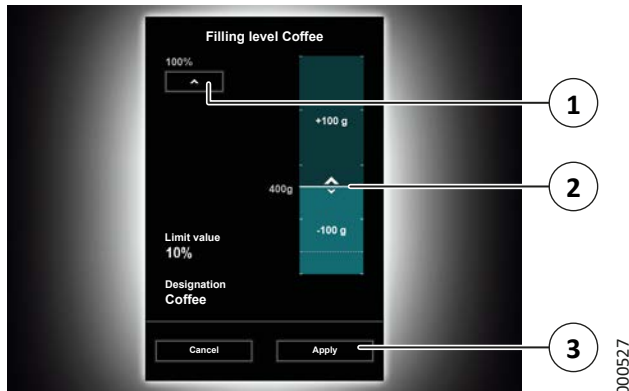 Filling level Coffee
100%
1
+100 g
400g
2
-100 g
Limit value
10%
Designation
Coffee
Cancel
Apply
3
000527